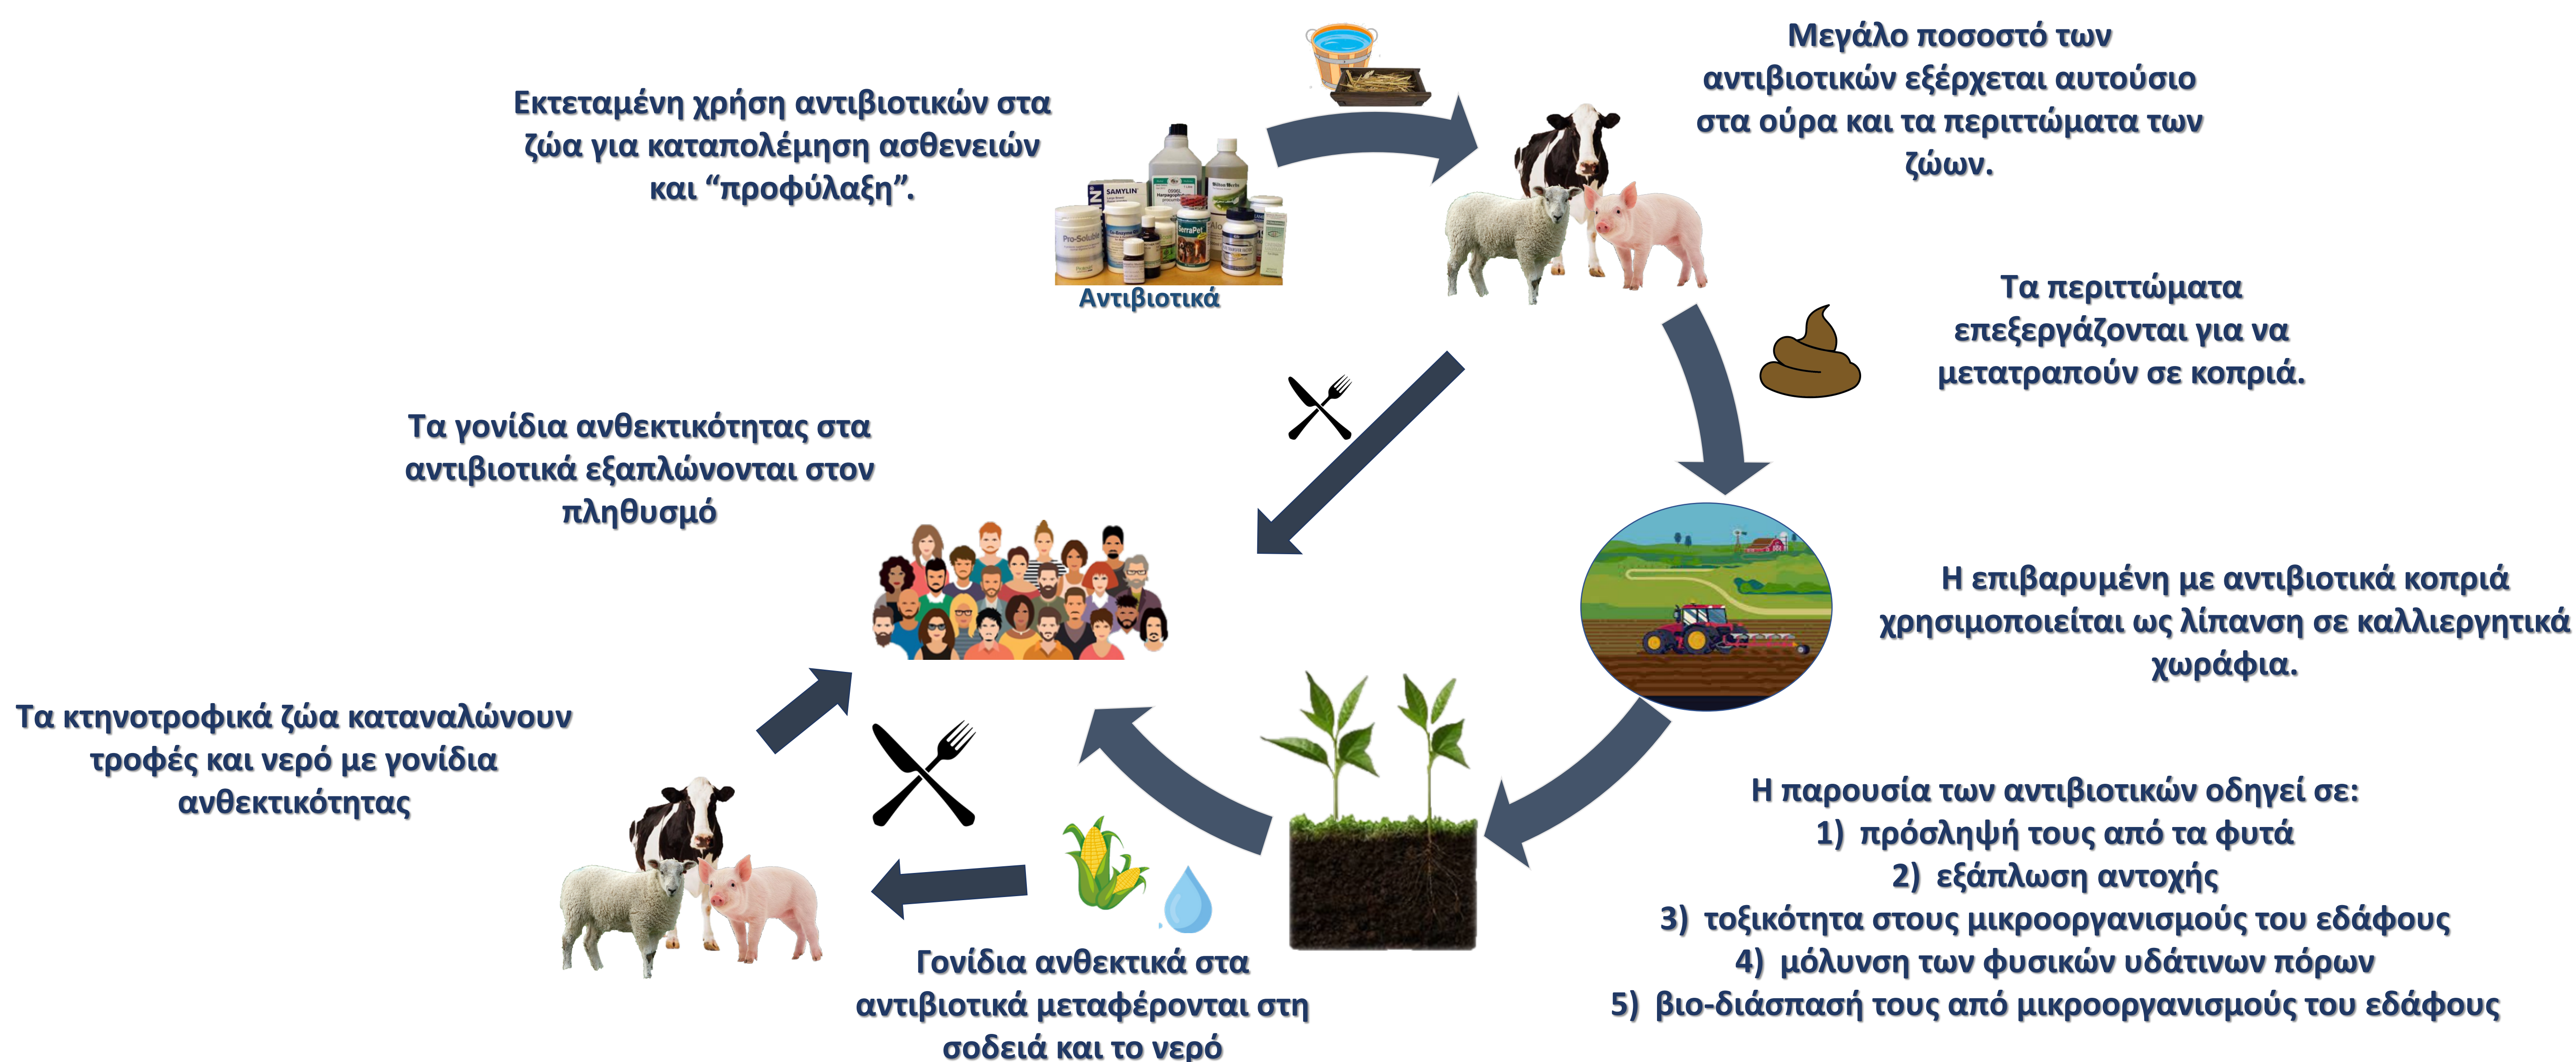 Εκτεταμένη χρήση αντιβιοτικών στα
ζώα για καταπολέμηση ασθενειών
και “προφύλαξη”.
SAMYLIN
Pro-Soluble
SerraPet
Αντιβιοτικά
Μεγάλο ποσοστό των
αντιβιοτικών εξέρχεται αυτούσιο
στα ούρα και τα περιττώματα των
ζώων.
Τα περιττώματα
επεξεργάζονται για να
μετατραπούν σε κοπριά.
Τα γονίδια ανθεκτικότητας στα
αντιβιοτικά εξαπλώνονται στον
πληθυσμό
Η επιβαρυμένη με αντιβιοτικά κοπριά
χρησιμοποιείται ως λίπανση σε καλλιεργητικά
χωράφια.
Τα κτηνοτροφικά ζώα καταναλώνουν
τροφές και νερό με γονίδια
ανθεκτικότητας
Η παρουσία των αντιβιοτικών οδηγεί σε:
1) πρόσληψή τους από τα φυτά
2) εξάπλωση αντοχής
3) τοξικότητα στους μικροοργανισμούς του εδάφους
4) μόλυνση των φυσικών υδάτινων πόρων
5) βιο-διάσπασή τους από μικροοργανισμούς του εδάφους
Γονίδια ανθεκτικά στα
αντιβιοτικά μεταφέρονται στη
σοδειά και το νερό